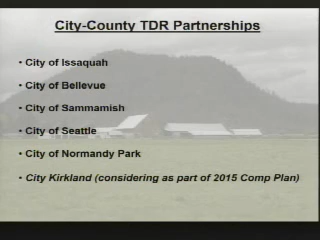 City-County TDR Partnerships
• City of Issaquah
• City of Bellevue
• City of Sammamish
• City of Seattle
• City of Normandy Park
• City Kirkland (considering as part of 2015 Comp Plan)